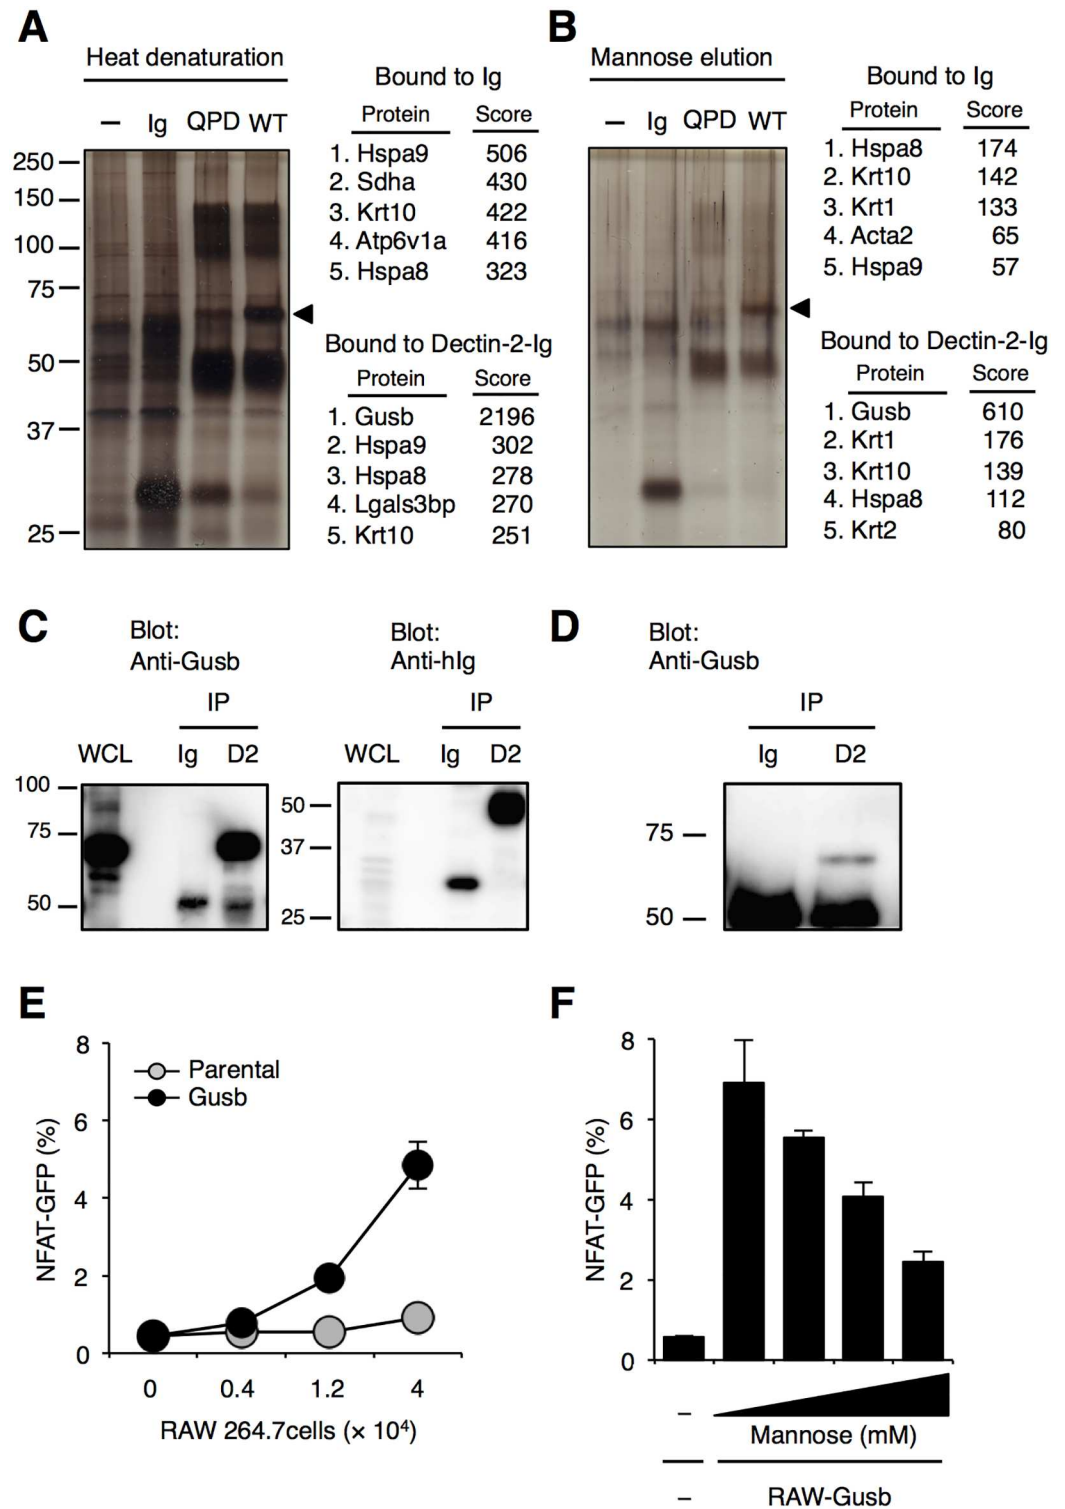 A
Heat denaturation
– Ig QPD WT
250
150
100
75
50
37
25
Bound to Ig
Protein Score
1. Hspa9 506
2. Sdha 430
3. Krt10 422
4. Atp6v1a 416
5. Hspa8 323
Bound to Dectin-2-Ig
Protein Score
1. Gusb 2196
2. Hspa9 302
3. Hspa8 278
4. Lgals3bp 270
5. Krt10 251
B
Mannose elution
– Ig QPD WT
Bound to Ig
Protein Score
1. Hspa8 174
2. Krt10 142
3. Krt1 133
4. Acta2 65
5. Hspa9 57
Bound to Dectin-2-Ig
Protein Score
1. Gusb 610
2. Krt1 176
3. Krt10 139
4. Hspa8 112
5. Krt2 80
C
Blot:
Anti-Gusb
IP
WCL Ig D2
100
75
50
Blot:
Anti-hIg
IP
WCL Ig D2
50
37
25
D
Blot:
Anti-Gusb
IP
Ig D2
75
50
E
NFAT-GFP (%)
8
6
4
2
0
Parental
Gusb
0 0.4 1.2 4
RAW 264.7cells (× 10⁴)
F
NFAT-GFP (%)
8
6
4
2
0
–
Mannose (mM)
– RAW-Gusb